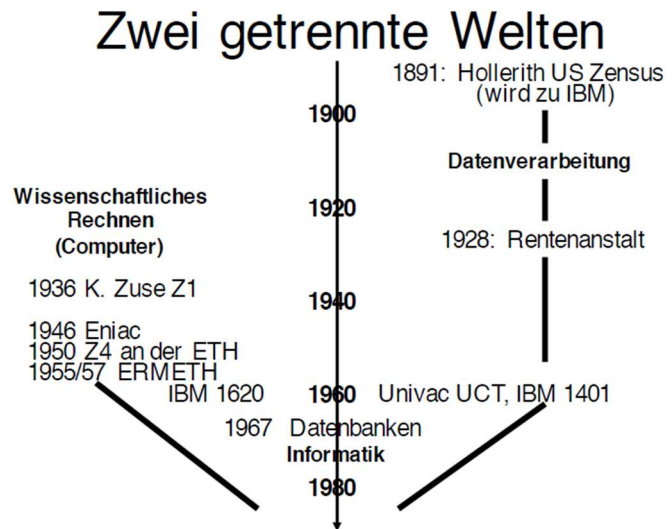 Zwei getrennte Welten
1891: Hollerith US Zensus
(wird zu IBM)
1900
Datenverarbeitung
Wissenschaftliches
Rechnen
(Computer)
1920
1928: Rentenanstalt
1936 K. Zuse Z1
1940
1946 Eniac
1950 Z4 an der ETH
1955/57 ERMETH
IBM 1620
1960
Univac UCT, IBM 1401
1967 Datenbanken
Informatik
1980